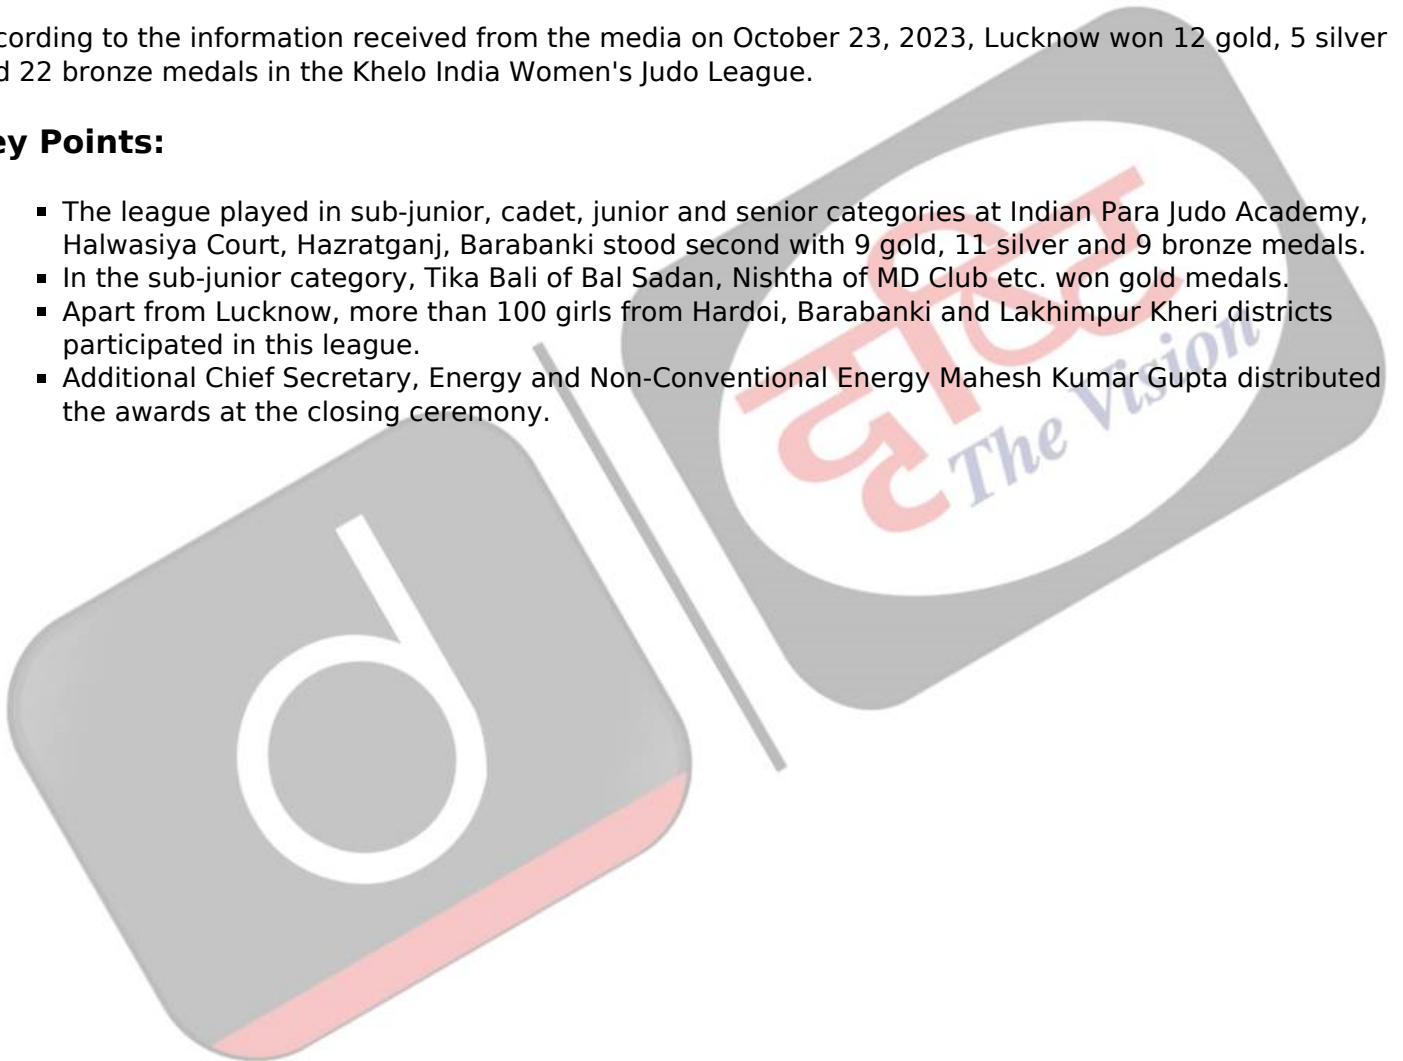 cording to the information received from the media on October 23, 2023, Lucknow won 12 gold, 5 silver
d 22 bronze medals in the Khelo India Women's Judo League.
ey Points:
The league played in sub-junior, cadet, junior and senior categories at Indian Para Judo Academy,
Halwasiya Court, Hazratganj, Barabanki stood second with 9 gold, 11 silver and 9 bronze medals.
In the sub-junior category, Tika Bali of Bal Sadan, Nishtha of MD Club etc. won gold medals.
Apart from Lucknow, more than 100 girls from Hardoi, Barabanki and Lakhimpur Kheri districts
participated in this league.
Additional Chief Secretary, Energy and Non-Conventional Energy Mahesh Kumar Gupta distributed
the awards at the closing ceremony.
दृष्टि
The Vision
d